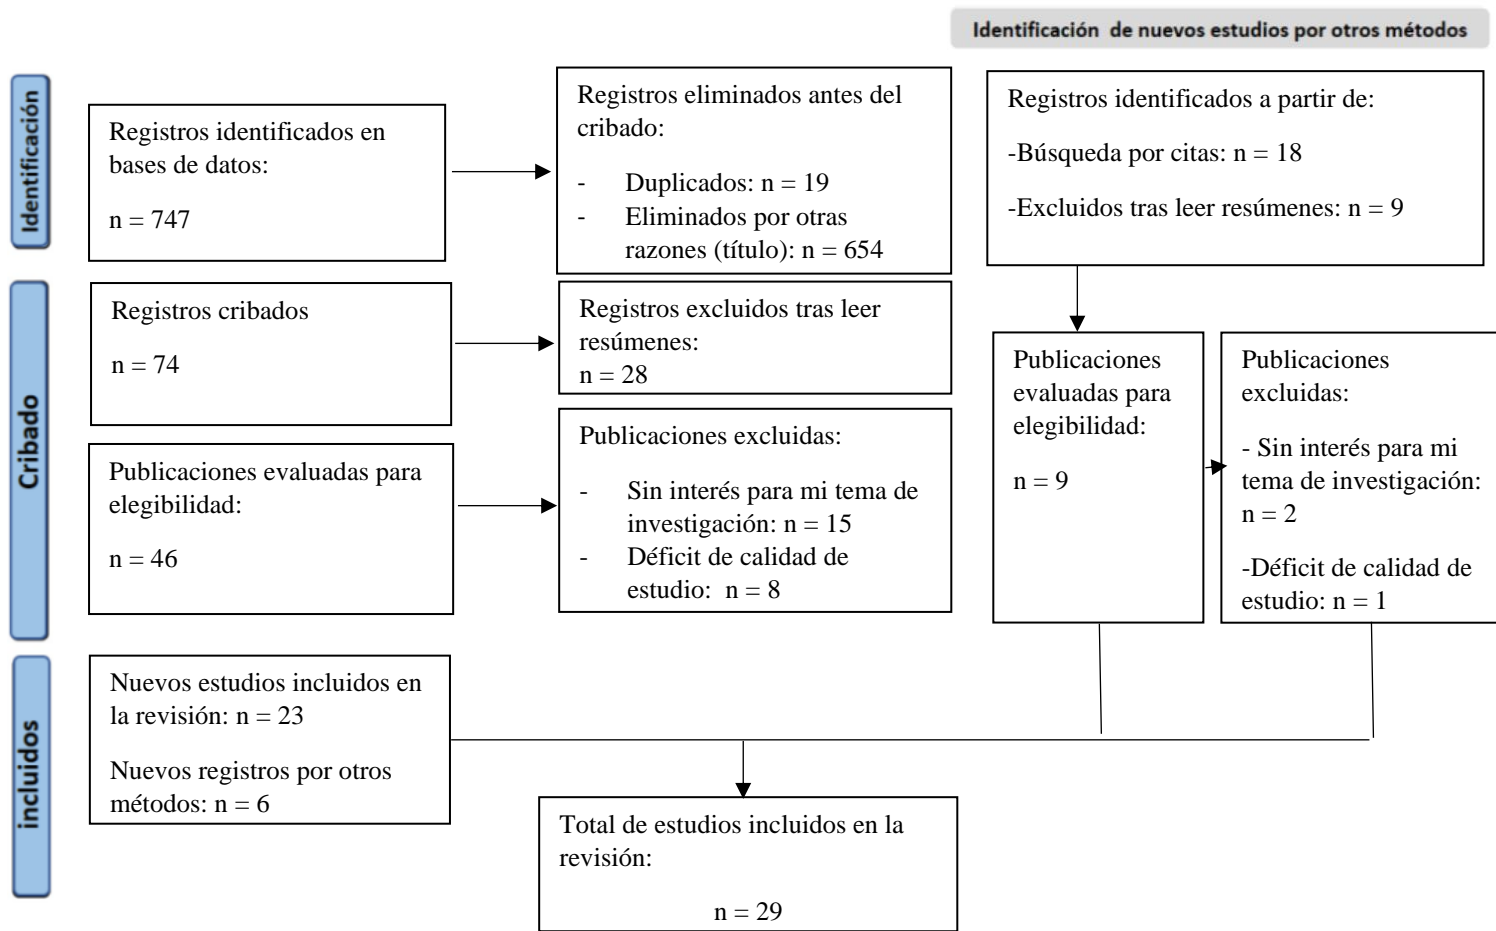 Identificación de nuevos estudios por otros métodos
Identificación
Registros identificados en
bases de datos:
n = 747
Registros eliminados antes del
cribado:
- Duplicados: n = 19
- Eliminados por otras
razones (título): n = 654
Registros identificados a partir de:
-Búsqueda por citas: n = 18
-Excluidos tras leer resúmenes: n = 9
Cribado
Registros cribados
n = 74
Registros excluidos tras leer
resúmenes:
n = 28
Publicaciones evaluadas para
elegibilidad:
n = 46
Publicaciones excluidas:
- Sin interés para mi tema de
investigación: n = 15
- Déficit de calidad de
estudio: n = 8
Publicaciones
evaluadas para
elegibilidad:
n = 9
Publicaciones
excluidas:
- Sin interés para mi
tema de investigación:
n = 2
-Déficit de calidad de
estudio: n = 1
incluidos
Nuevos estudios incluidos en
la revisión: n = 23
Nuevos registros por otros
métodos: n = 6
Total de estudios incluidos en la
revisión:
n = 29